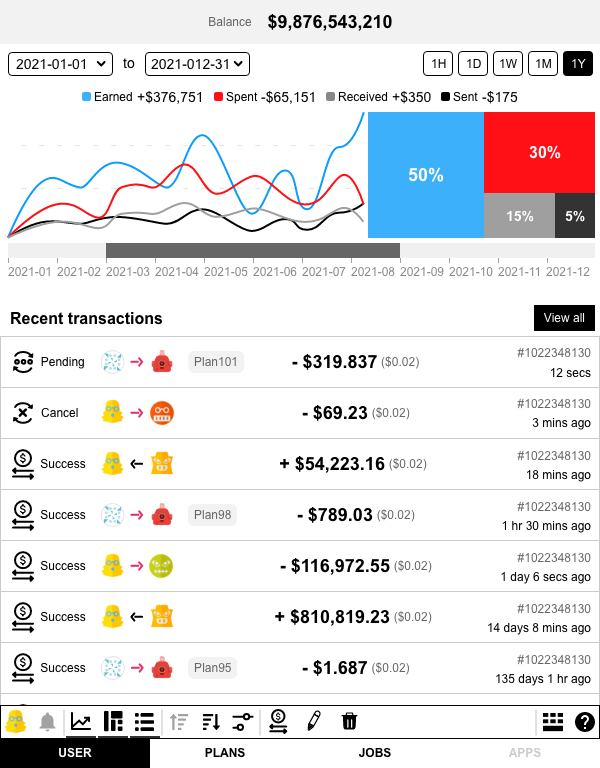 Balance $9,876,543,210
2021-01-01 to 2021-012-31 1H 1D 1W 1M 1Y
Earned +$376,751 Spent -$65,151 Received +$350 Sent -$175
50% 30%
15% 5%
2021-01 2021-02 2021-03 2021-04 2021-05 2021-06 2021-07 2021-08 2021-09 2021-10 2021-11 2021-12
Recent transactions View all
Pending Plan101 - $319.837 ($0.02) #1022348130
12 secs
Cancel - $69.23 ($0.02) #1022348130
3 mins ago
Success + $54,223.16 ($0.02) #1022348130
18 mins ago
Success Plan98 - $789.03 ($0.02) #1022348130
1 hr 30 mins ago
Success - $116,972.55 ($0.02) #1022348130
1 day 6 secs ago
Success + $810,819.23 ($0.02) #1022348130
14 days 8 mins ago
Success Plan95 - $1.687 ($0.02) #1022348130
135 days 1 hr ago
USER PLANS JOBS APPS